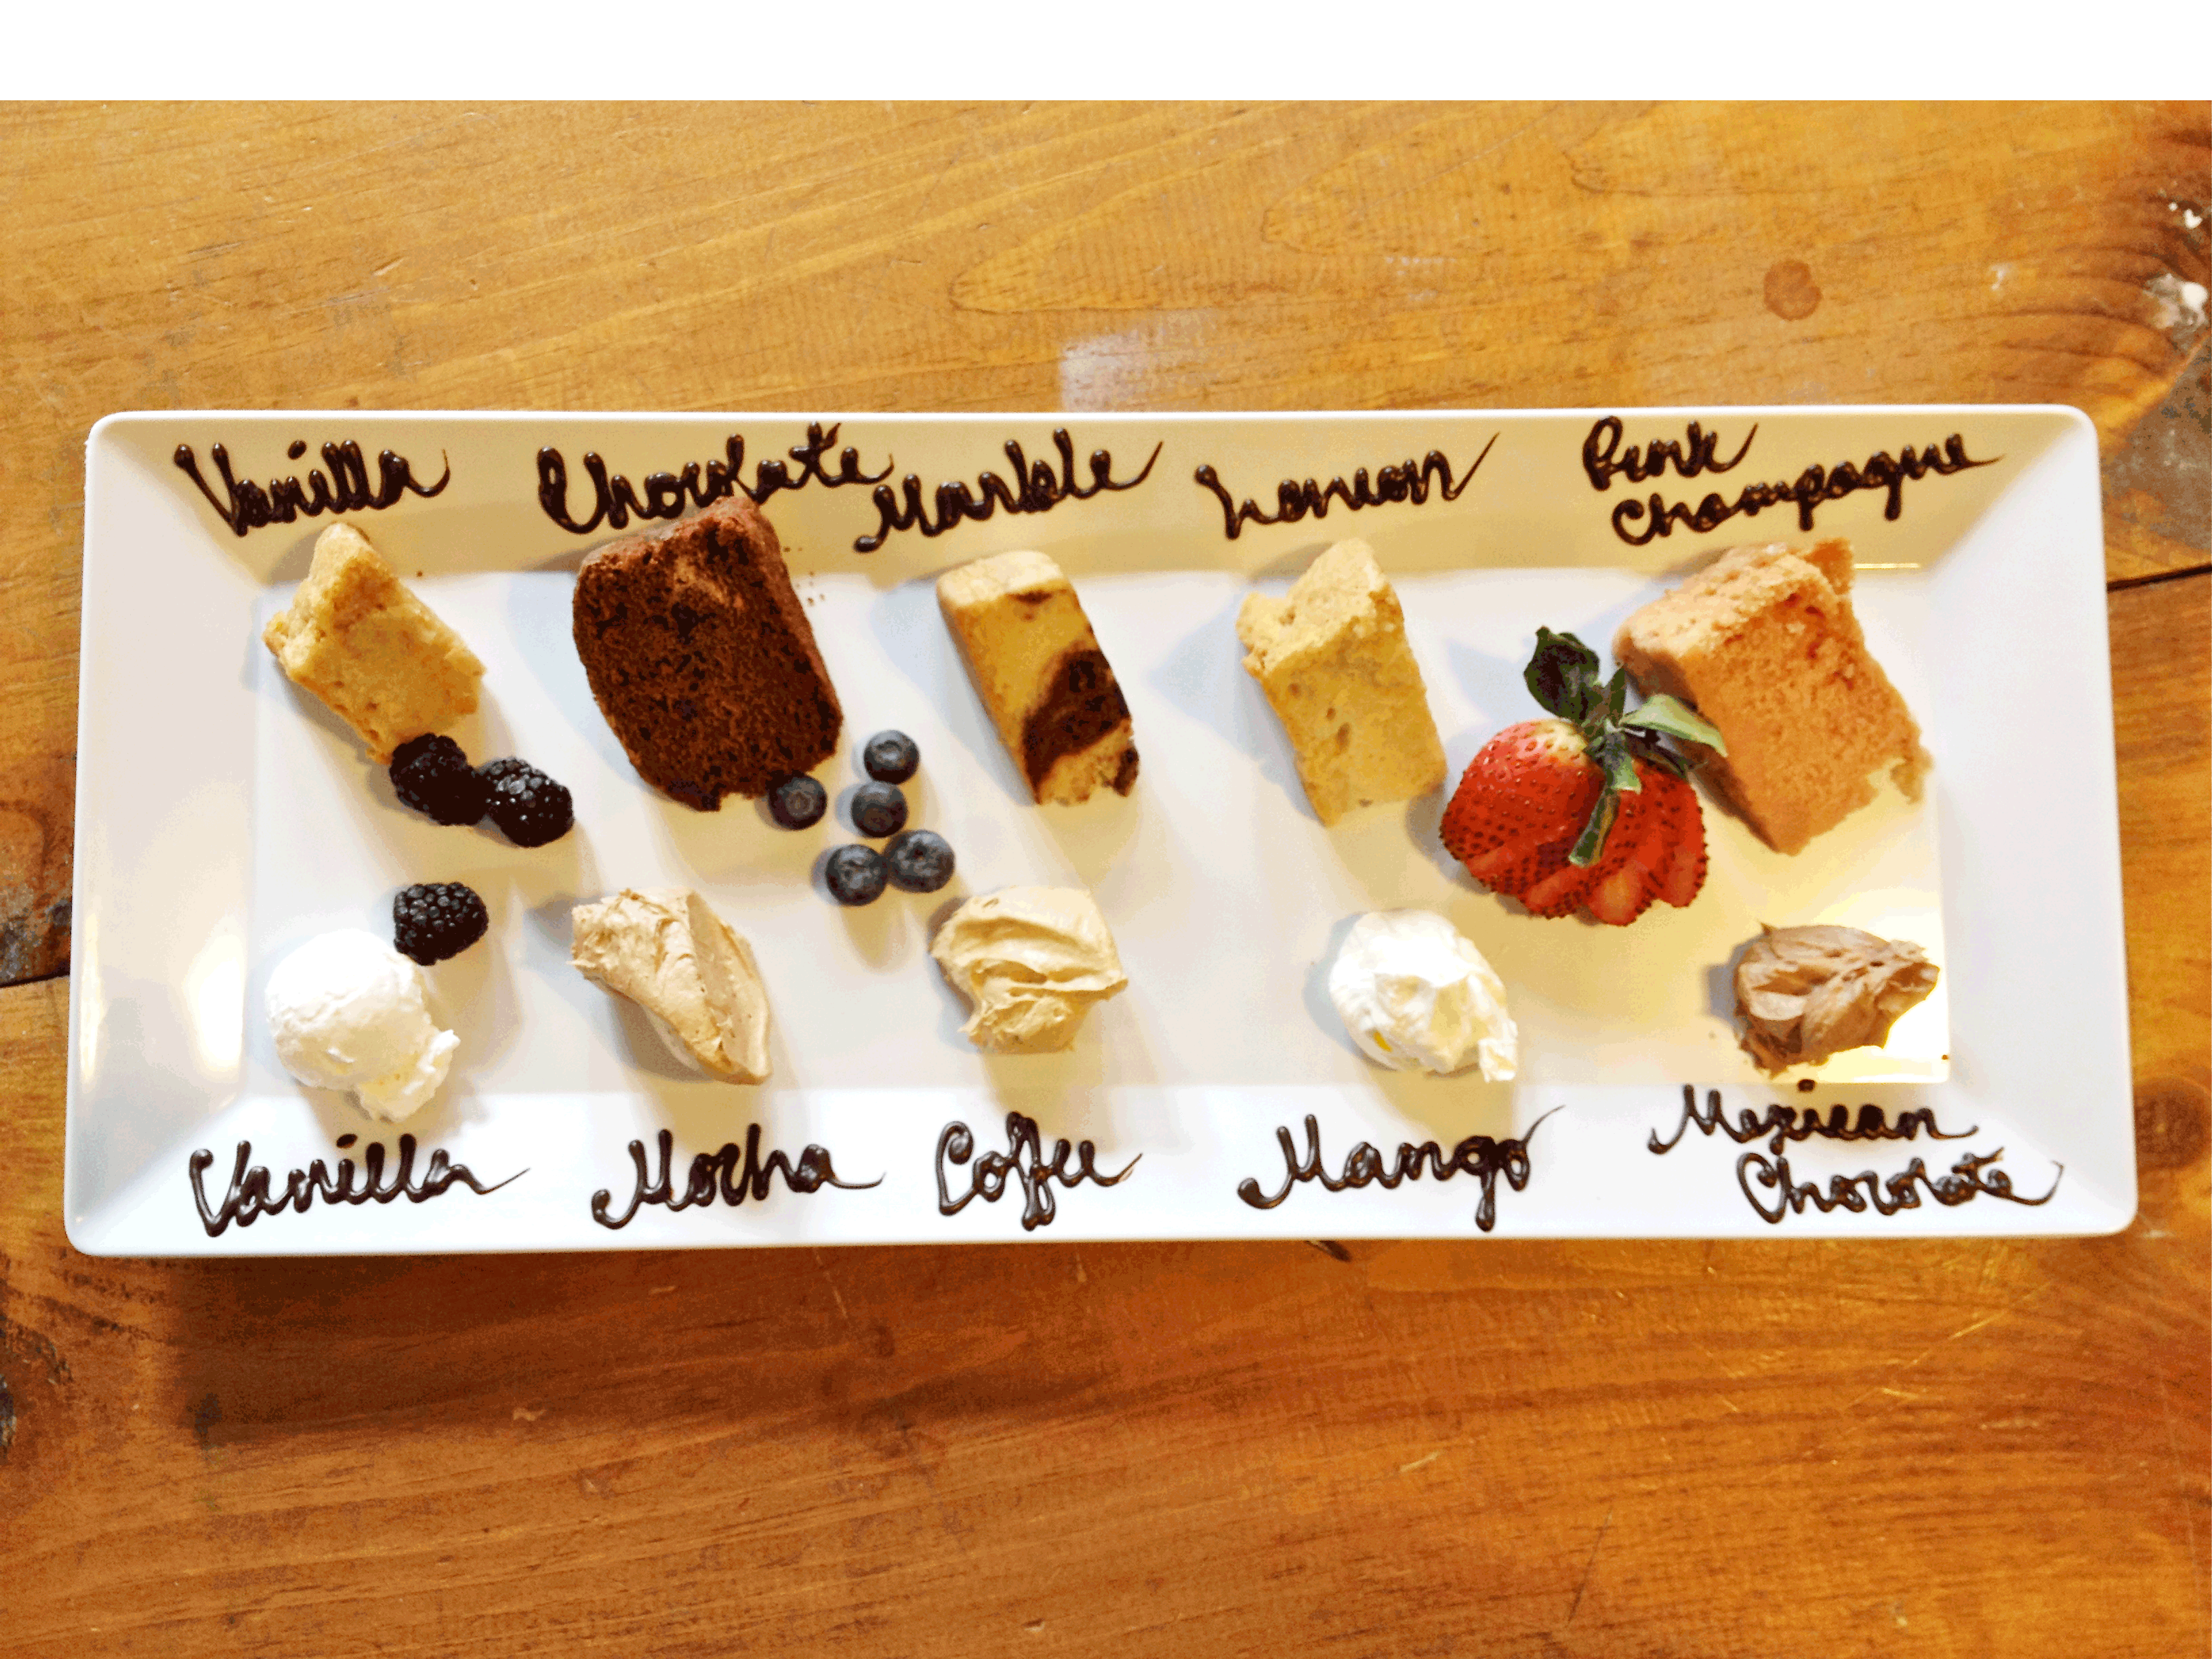 Vanilla
Chocolate
Marble
Lemon
Pink
Champagne
Vanilla
Mocha
Coffee
Mango
Mexican
Chocolate